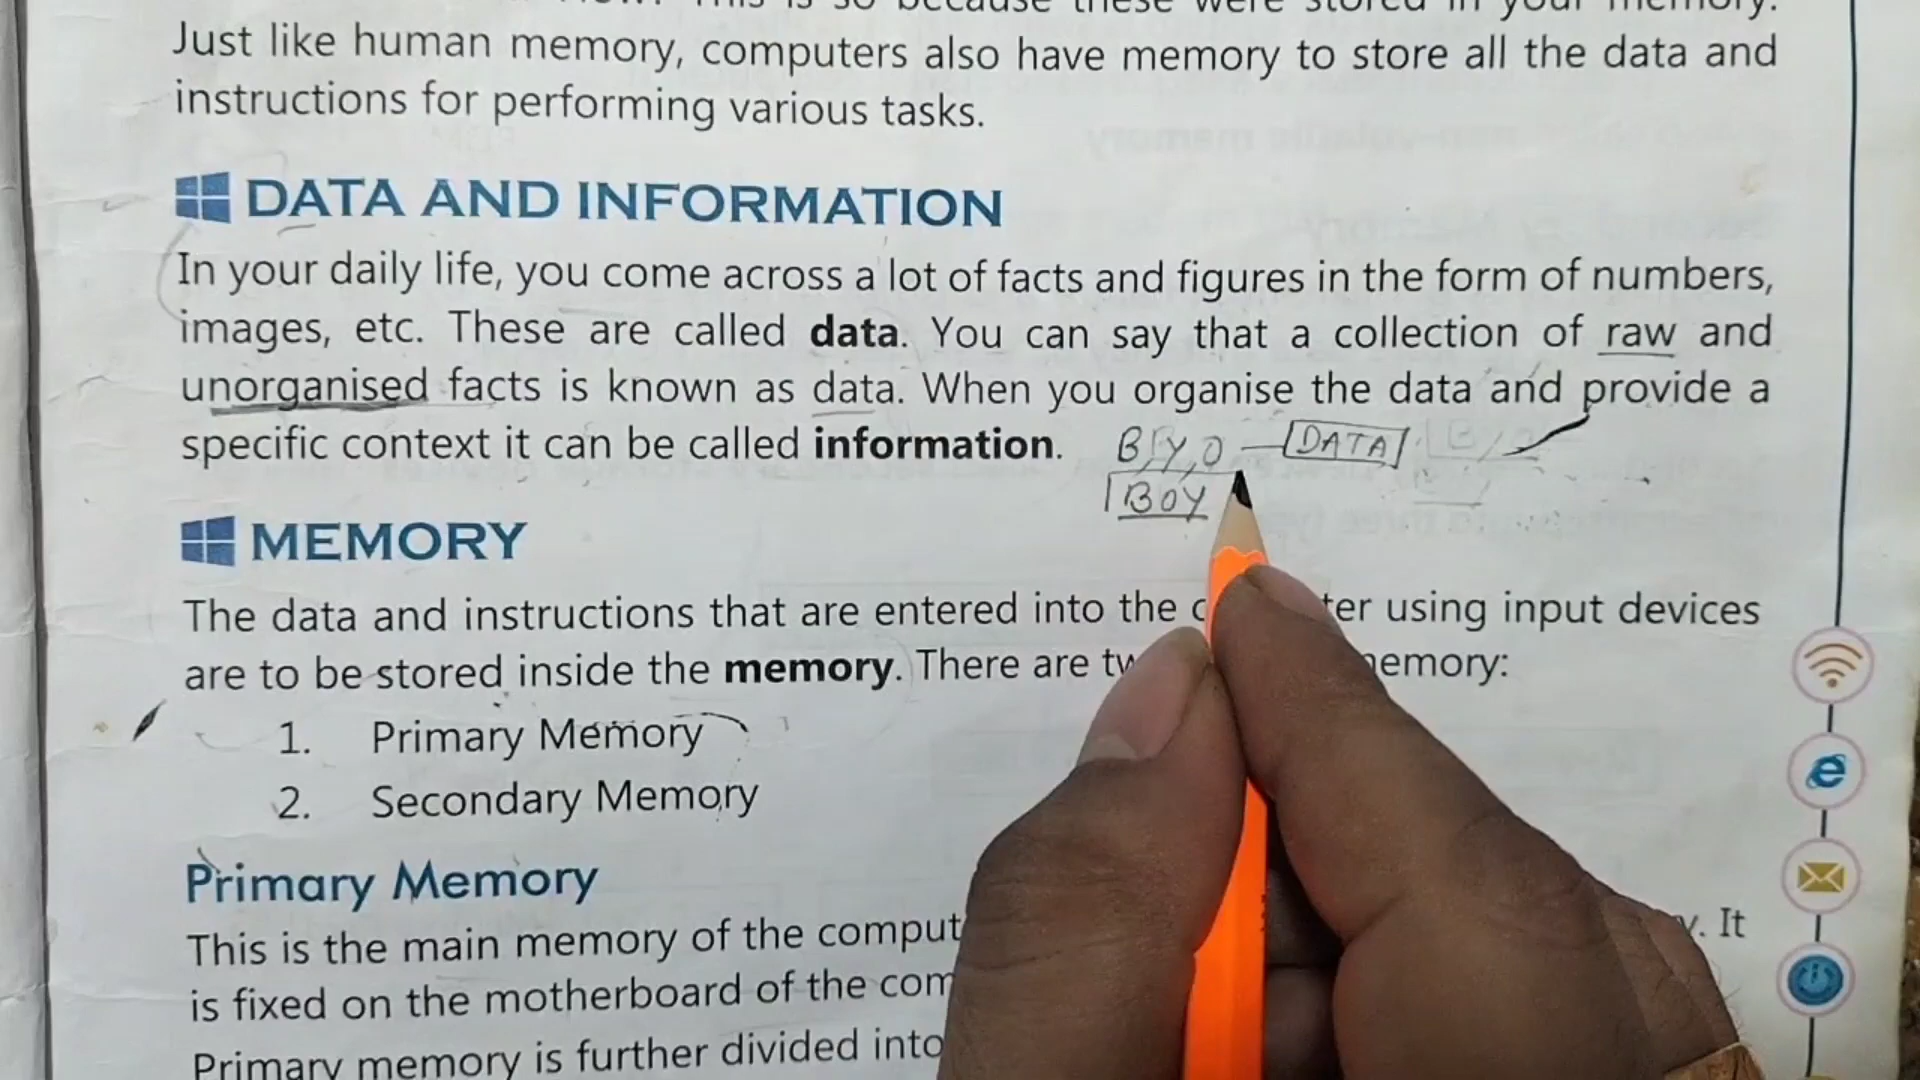 these were stored in your memory.
Just like human memory, computers also have memory to store all the data and
instructions for performing various tasks.
DATA AND INFORMATION
In your daily life, you come across a lot of facts and figures in the form of numbers,
images, etc. These are called data. You can say that a collection of raw and
unorganised facts is known as data. When you organise the data and provide a
specific context it can be called information.
B, Y, O — DATA
BOY
MEMORY
The data and instructions that are entered into the ter using input devices
are to be stored inside the memory. There are emory:
1. Primary Memory
2. Secondary Memory
Primary Memory
This is the main memory of the comput y. It
is fixed on the motherboard of the com
Primary memory is further divided into